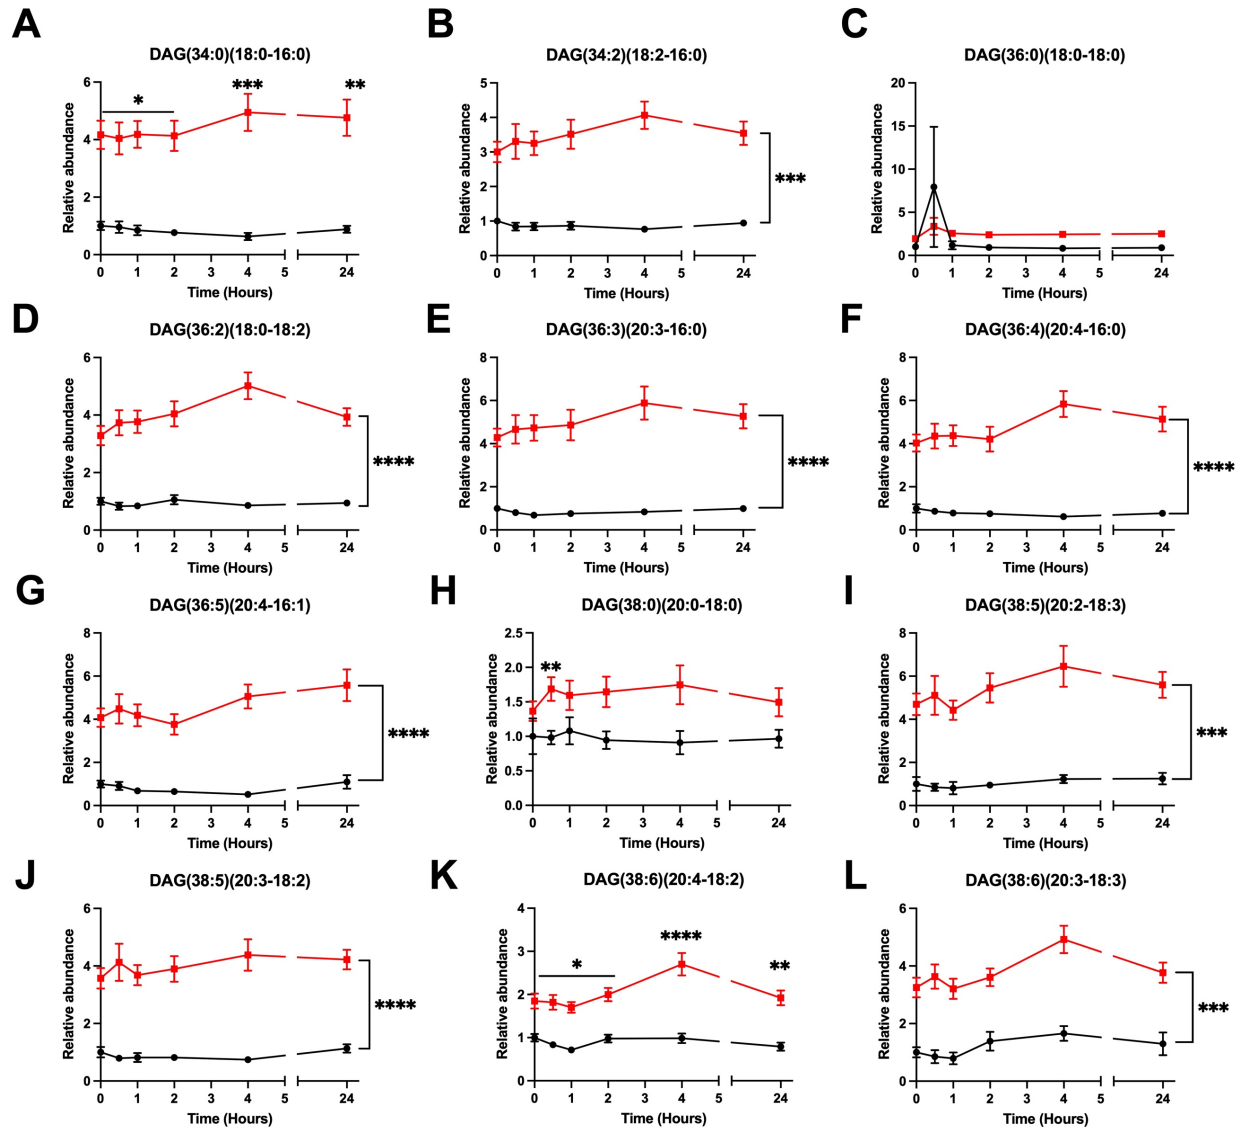 A
DAG(34:0)(18:0-16:0)
Relative abundance
6
4
2
0
*
***
**
0 1 2 3 4 5 24
Time (Hours)
B
DAG(34:2)(18:2-16:0)
Relative abundance
5
4
3
2
1
0
***
0 1 2 3 4 5 24
Time (Hours)
C
DAG(36:0)(18:0-18:0)
Relative abundance
20
15
10
5
0
0 1 2 3 4 5 24
Time (Hours)
D
DAG(36:2)(18:0-18:2)
Relative abundance
6
4
2
0
****
0 1 2 3 4 5 24
Time (Hours)
E
DAG(36:3)(20:3-16:0)
Relative abundance
8
6
4
2
0
****
0 1 2 3 4 5 24
Time (Hours)
F
DAG(36:4)(20:4-16:0)
Relative abundance
8
6
4
2
0
****
0 1 2 3 4 5 24
Time (Hours)
G
DAG(36:5)(20:4-16:1)
Relative abundance
8
6
4
2
0
****
0 1 2 3 4 5 24
Time (Hours)
H
DAG(38:0)(20:0-18:0)
Relative abundance
2.5
2.0
1.5
1.0
0.5
0.0
**
0 1 2 3 4 5 24
Time (Hours)
I
DAG(38:5)(20:2-18:3)
Relative abundance
8
6
4
2
0
***
0 1 2 3 4 5 24
Time (Hours)
J
DAG(38:5)(20:3-18:2)
Relative abundance
6
4
2
0
****
0 1 2 3 4 5 24
Time (Hours)
K
DAG(38:6)(20:4-18:2)
Relative abundance
4
3
2
1
0
*
****
**
0 1 2 3 4 5 24
Time (Hours)
L
DAG(38:6)(20:3-18:3)
Relative abundance
6
4
2
0
***
0 1 2 3 4 5 24
Time (Hours)